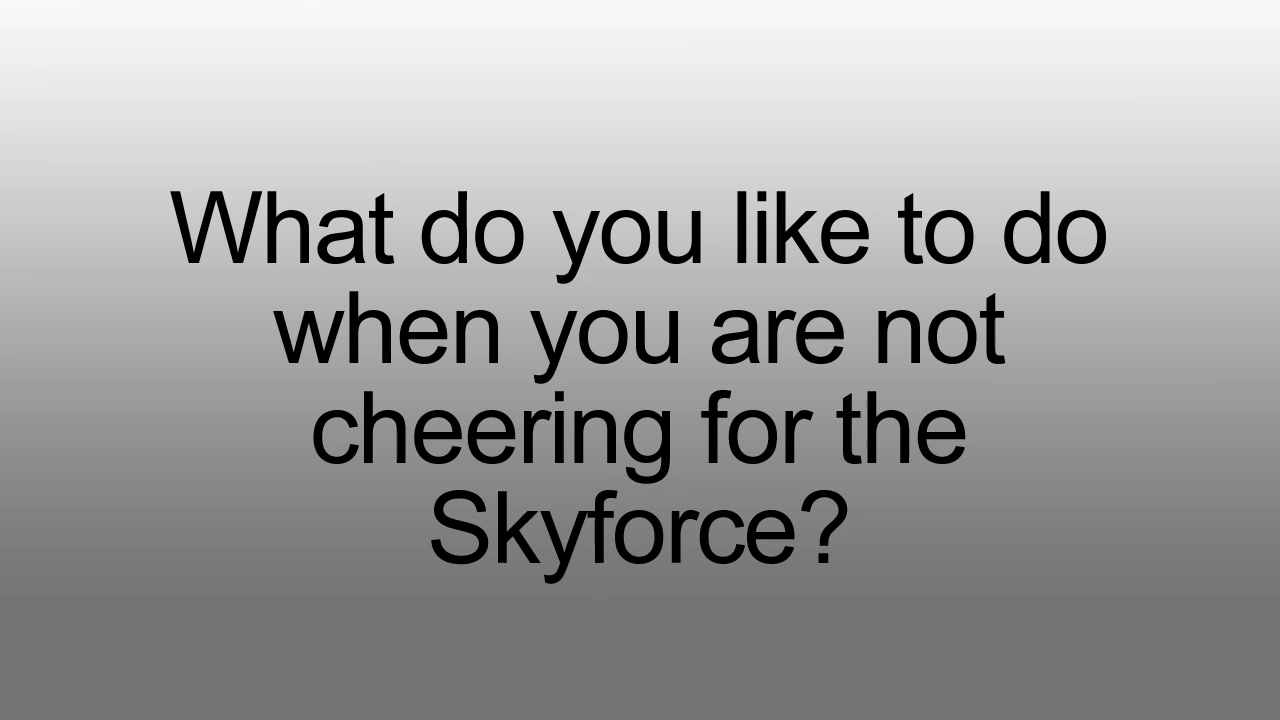 What do you like to do
when you are not
cheering for the
Skyforce?